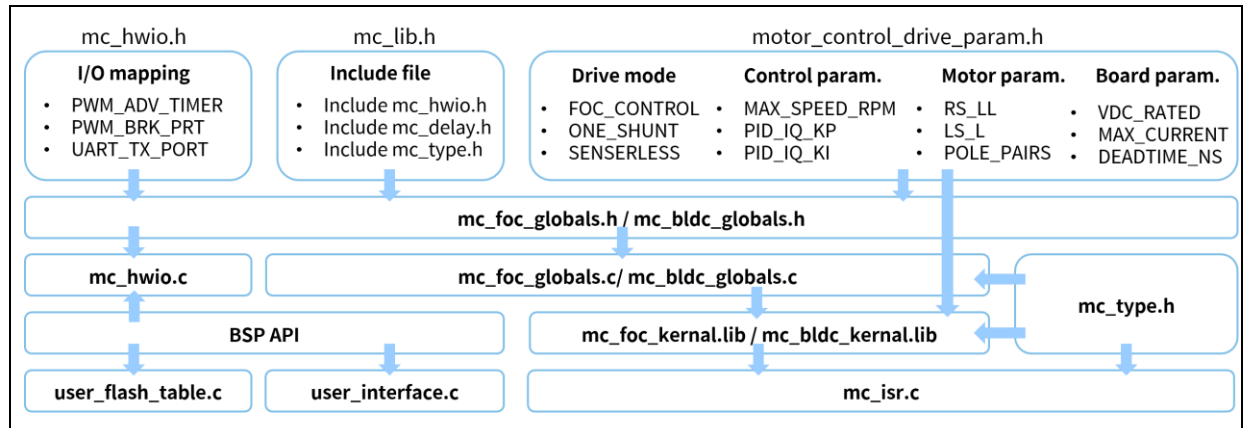 mc_hwio.h
I/O mapping
• PWM_ADV_TIMER
• PWM_BRK_PRT
• UART_TX_PORT
mc_lib.h
Include file
• Include mc_hwio.h
• Include mc_delay.h
• Include mc_type.h
motor_control_drive_param.h
Drive mode
• FOC_CONTROL
• ONE_SHUNT
• SENSERLESS
Control param.
• MAX_SPEED_RPM
• PID_IQ_KP
• PID_IQ_KI
Motor param.
• RS_LL
• LS_L
• POLE_PAIRS
Board param.
• VDC_RATED
• MAX_CURRENT
• DEADTIME_NS
mc_foc_globals.h / mc_bldc_globals.h
mc_hwio.c
mc_foc_globals.c/ mc_bldc_globals.c
mc_type.h
BSP API
mc_foc_kernal.lib / mc_bldc_kernal.lib
user_flash_table.c
user_interface.c
mc_isr.c